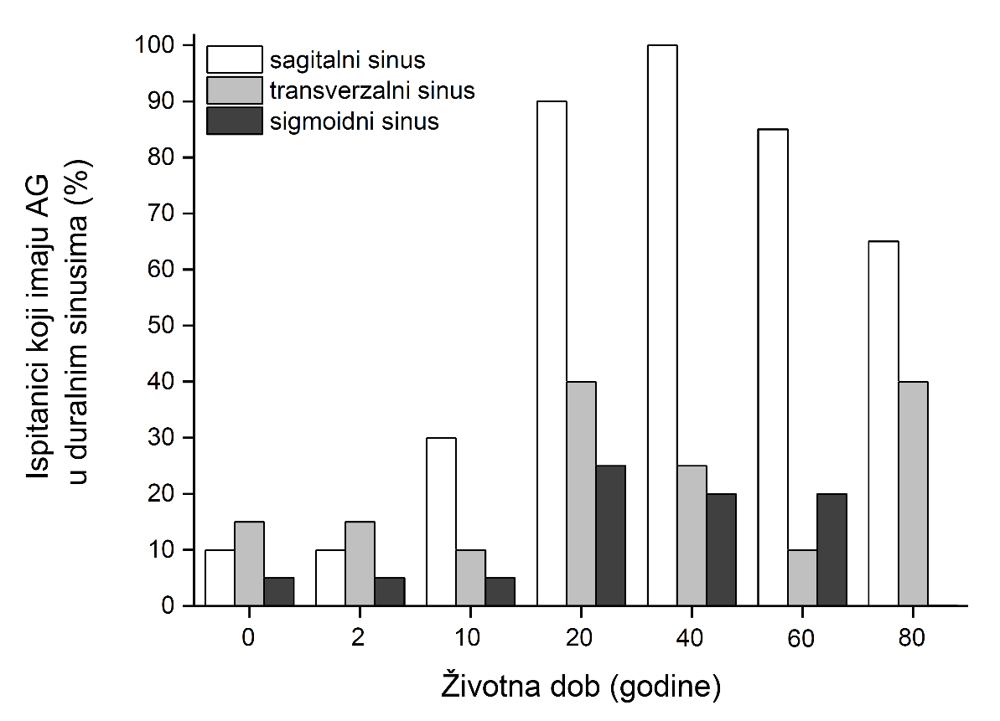 100
90
80
70
60
50
40
30
20
10
0
sagitalni sinus
transverzalni sinus
sigmoidni sinus
Ispitanici koji imaju AG
u duralnim sinusima (%)
0 2 10 20 40 60 80
Životna dob (godine)